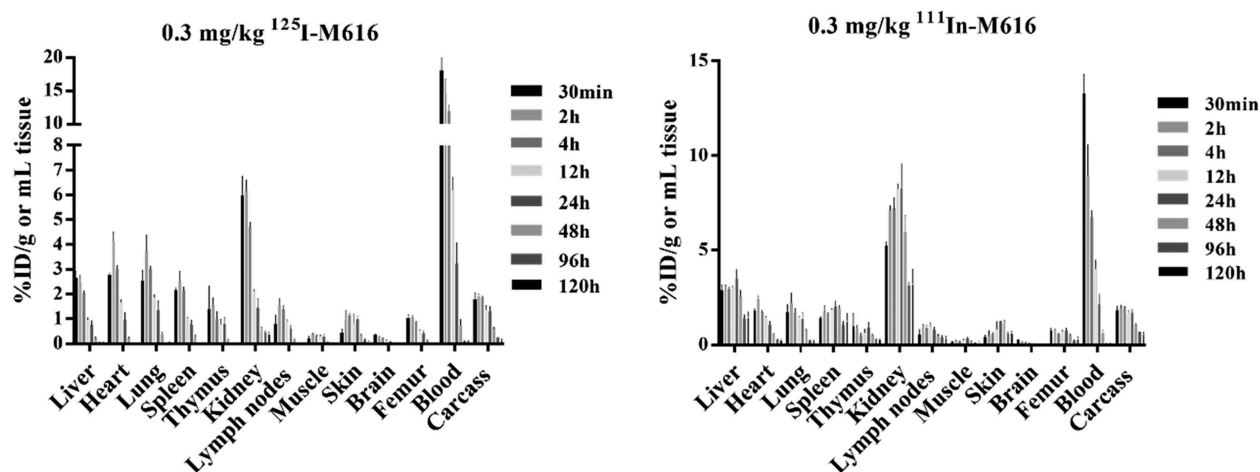 0.3 mg/kg ¹²⁵I-M616
%ID/g or mL tissue
20
15
10
8
7
6
5
4
3
2
1
0
Liver
Heart
Lung
Spleen
Thymus
Kidney
Lymph nodes
Muscle
Skin
Brain
Femur
Blood
Carcass
30min
2h
4h
12h
24h
48h
96h
120h
0.3 mg/kg ¹¹¹In-M616
%ID/g or mL tissue
15
10
5
0
Liver
Heart
Lung
Spleen
Thymus
Kidney
Lymph nodes
Muscle
Skin
Brain
Femur
Blood
Carcass
30min
2h
4h
12h
24h
48h
96h
120h